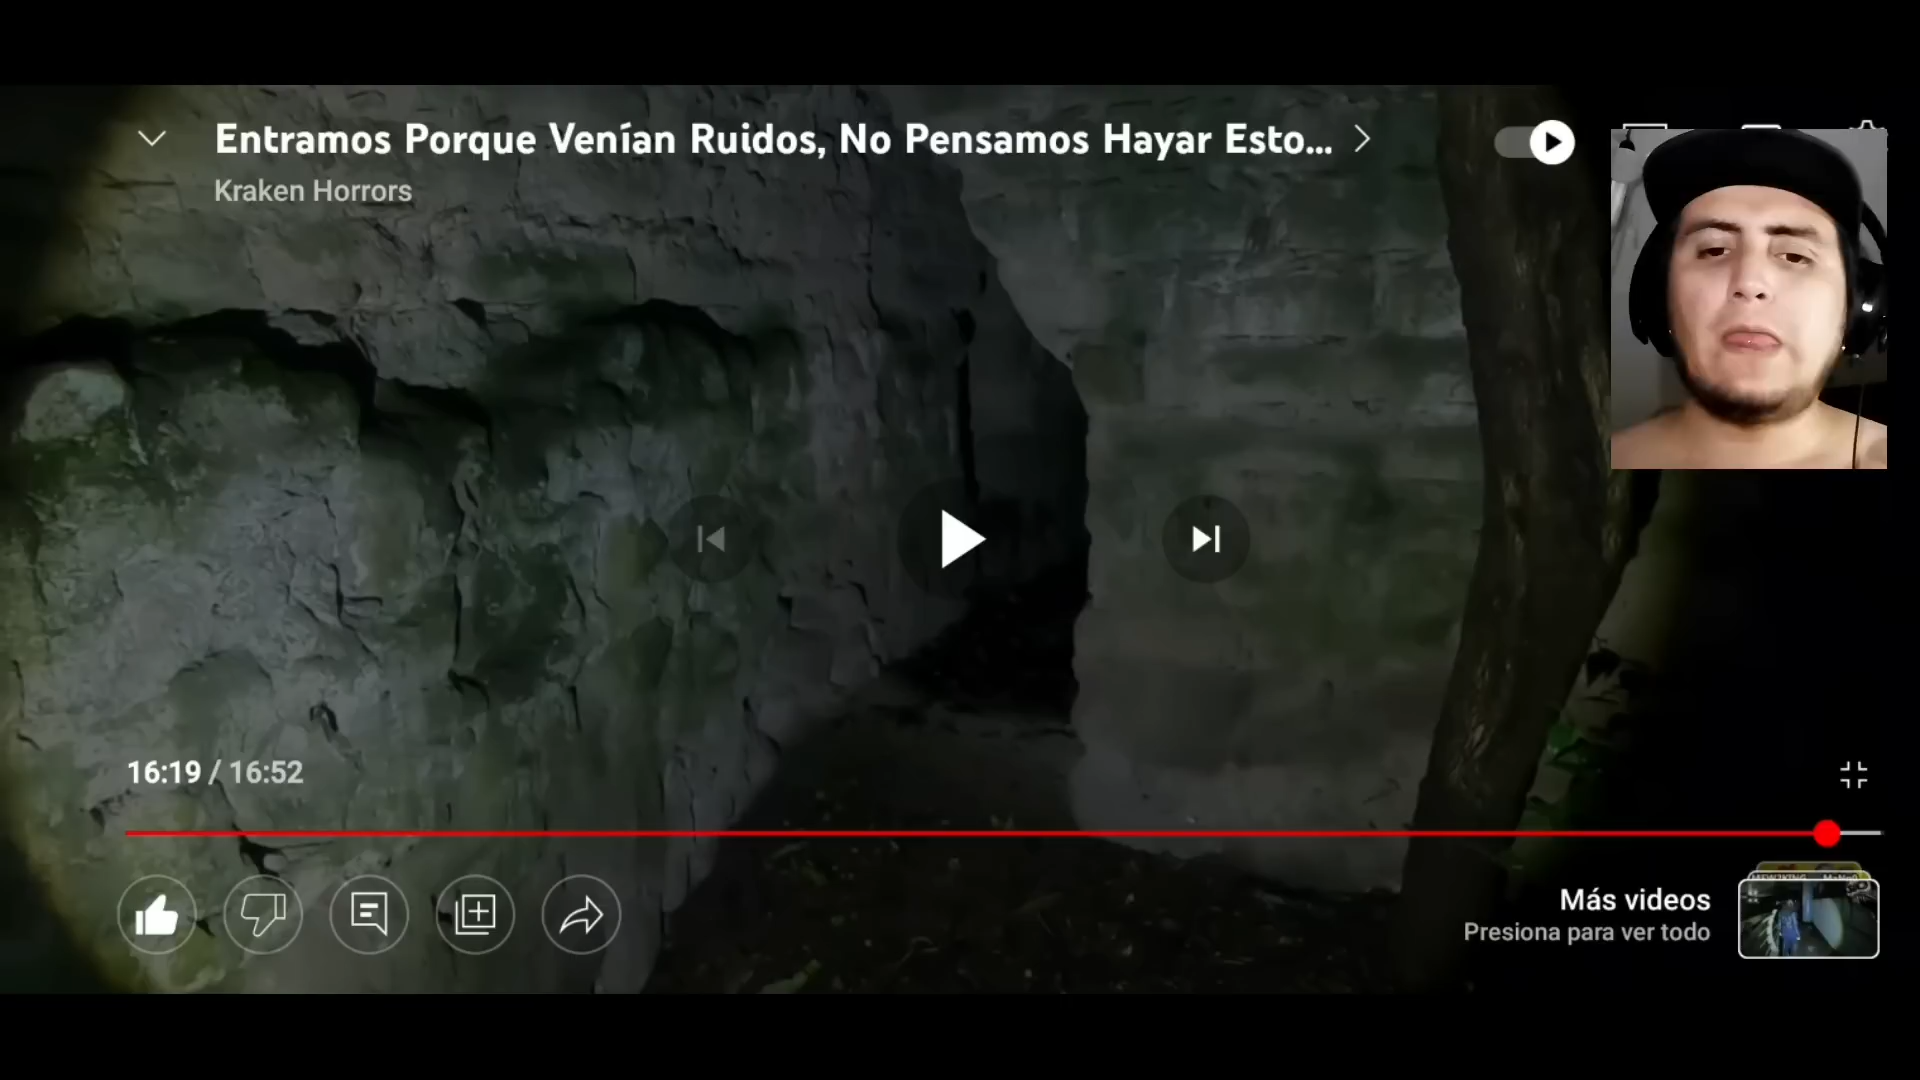 Entramos Porque Venían Ruidos, No Pensamos Hayar Esto...
Kraken Horrors
16:19 / 16:52
Más videos
Presiona para ver todo